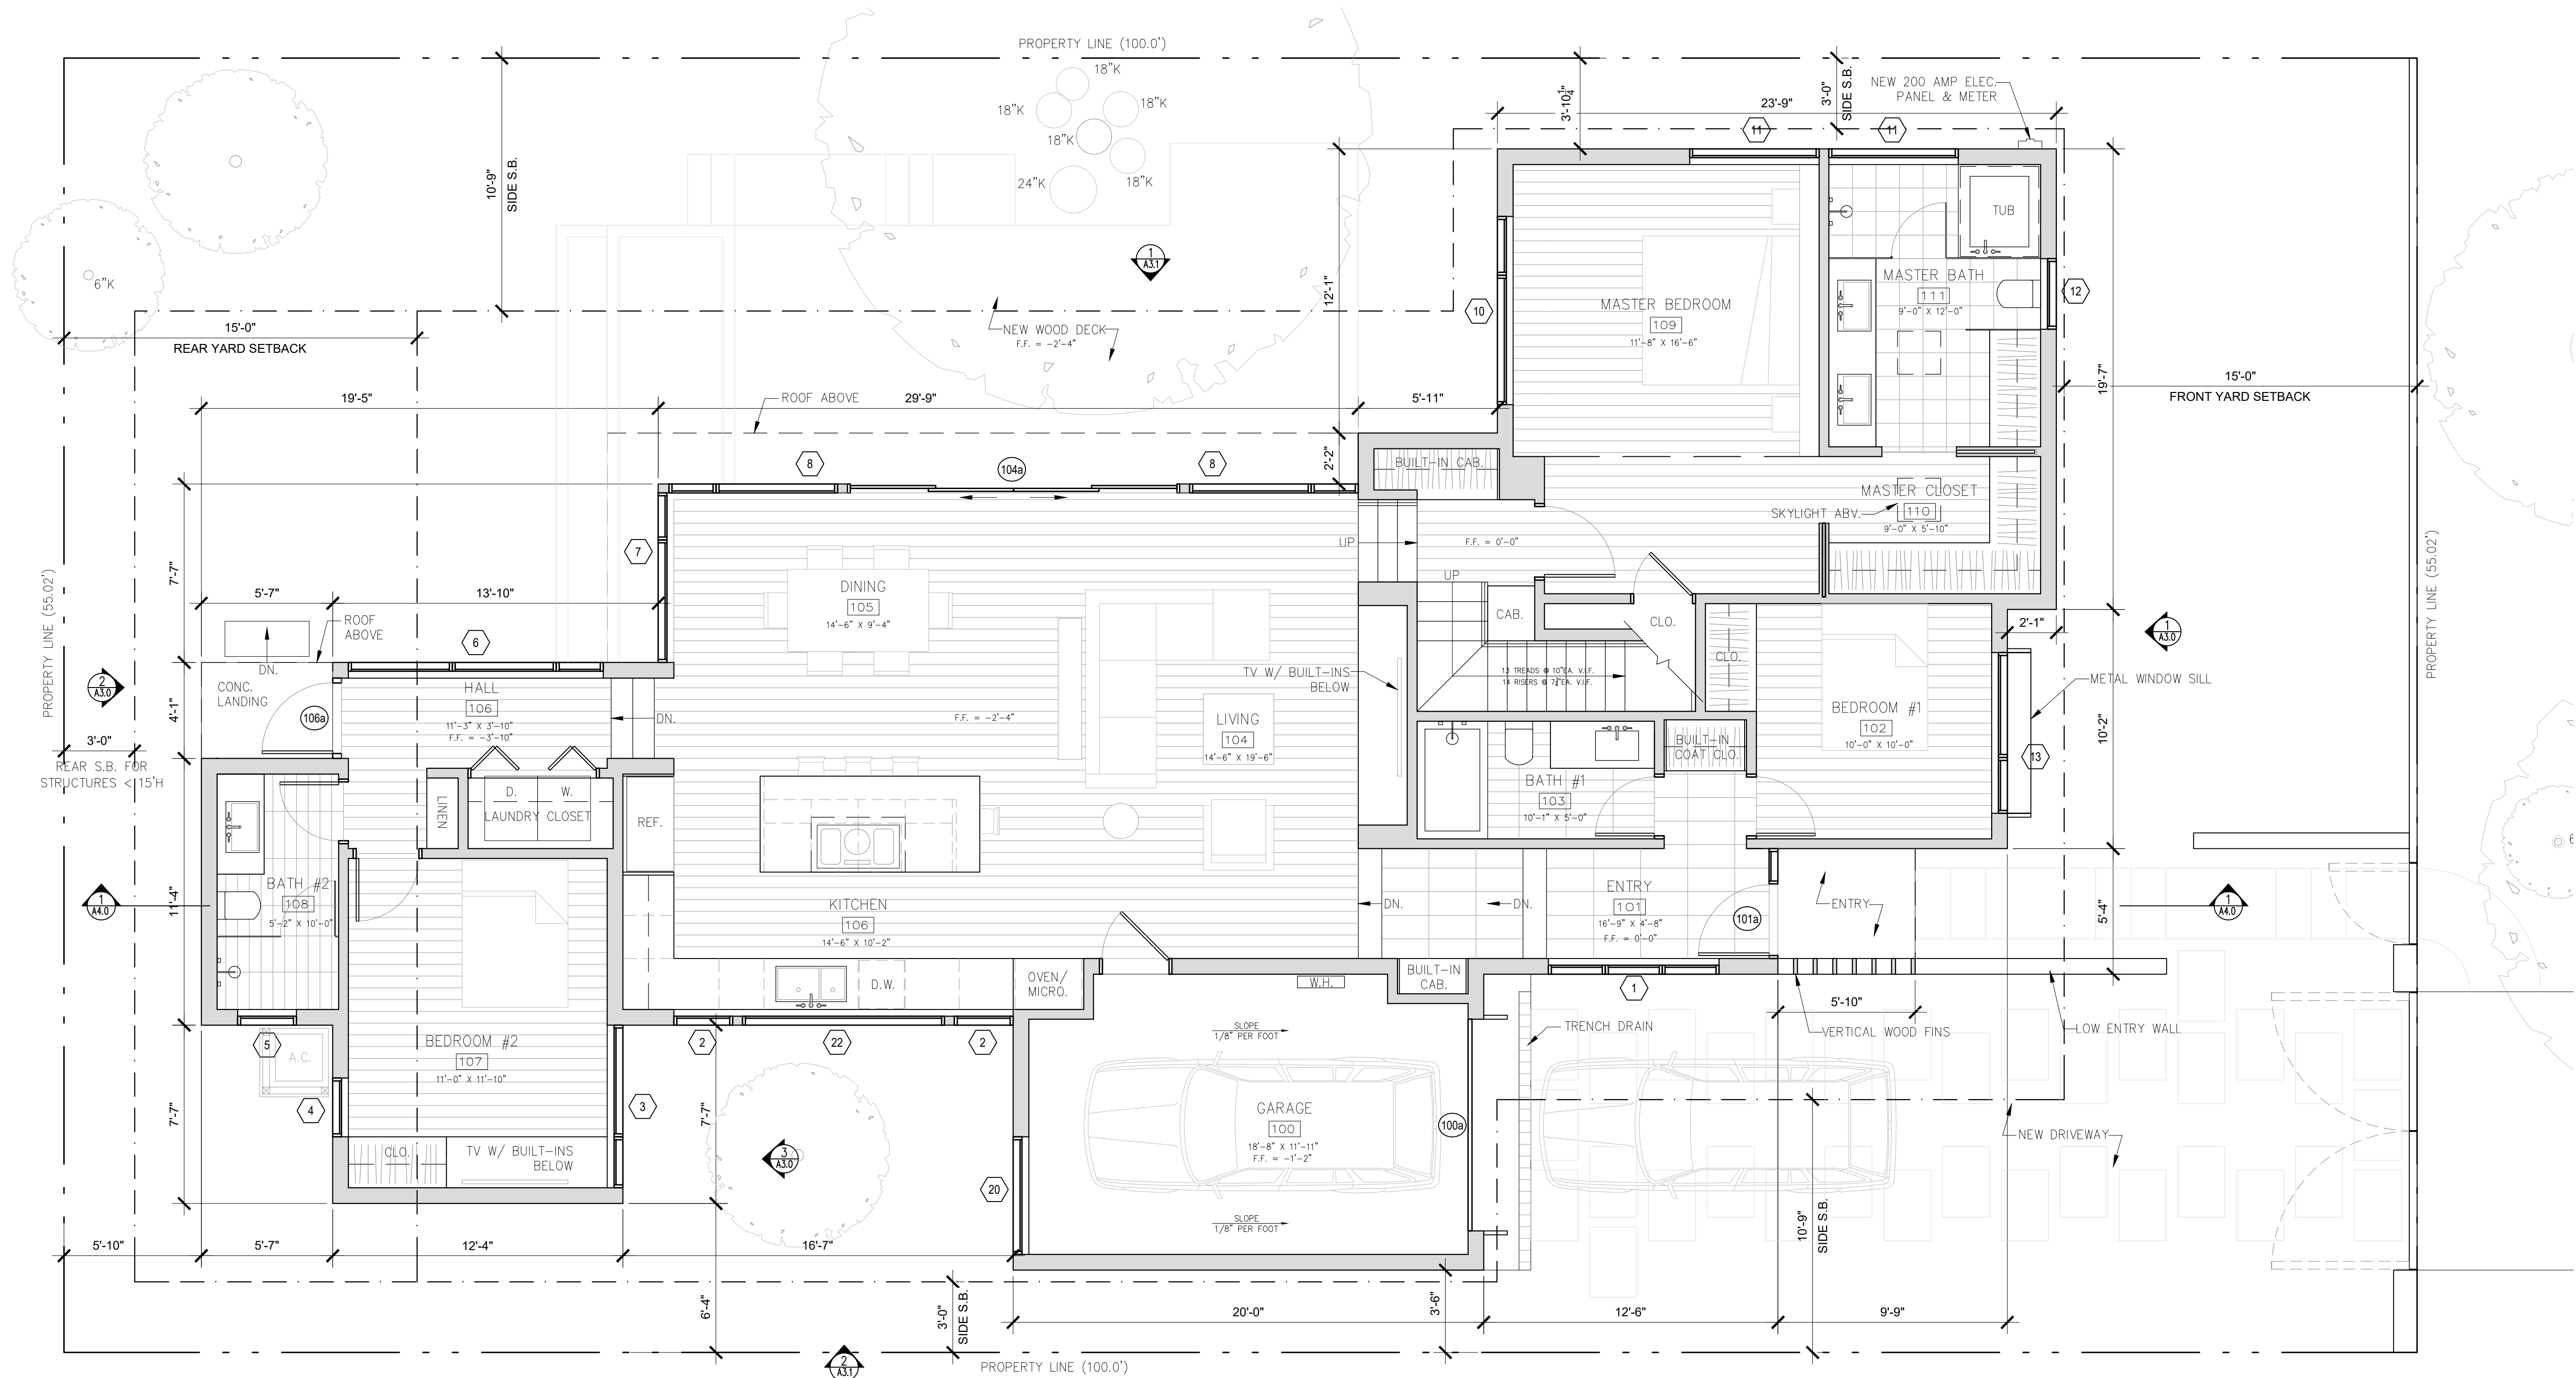 PROPERTY LINE (100.0')
18"K
18"K
18"K
18"K
24"K
18"K
6"K
10'-9"
SIDE S.B.
3'-10¼"
3'-0"
SIDE S.B.
NEW 200 AMP ELEC.
PANEL & METER
23'-9"
11
11
1
A3.1
NEW WOOD DECK
F.F. = -2'-4"
12'-1"
10
MASTER BEDROOM
109
11'-8" X 16'-6"
TUB
MASTER BATH
111
9'-0" X 12'-0"
12
15'-0"
REAR YARD SETBACK
19'-7"
15'-0"
FRONT YARD SETBACK
19'-5"
ROOF ABOVE
29'-9"
5'-11"
8
104a
8
2'-2"
BUILT-IN CAB.
MASTER CLOSET
110
9'-0" X 5'-10"
SKYLIGHT ABV.
7
UP
F.F. = 0'-0"
PROPERTY LINE (55.02')
PROPERTY LINE (55.02')
7'-7"
5'-7"
13'-10"
DINING
105
14'-6" X 9'-4"
UP
CAB.
CLO.
CLO.
2'-1"
1
A3.0
ROOF
ABOVE
6
DN.
CONC.
LANDING
2
A3.0
HALL
106
11'-3" X 3'-10"
F.F. = -3'-10"
106a
DN.
F.F. = -2'-4"
LIVING
104
14'-6" X 19'-6"
TV W/ BUILT-INS
BELOW
13 TREADS @ 10"EA. V.I.F.
14 RISERS @ 7½"EA. V.I.F.
METAL WINDOW SILL
BEDROOM #1
102
10'-0" X 10'-0"
10'-2"
13
4'-1"
3'-0"
REAR S.B. FOR
STRUCTURES < 15'H
D.
W.
LAUNDRY CLOSET
LINEN
REF.
BUILT-IN
COAT CLO.
BATH #1
103
10'-1" X 5'-0"
11'-4"
1
A4.0
BATH #2
108
5'-2" X 10'-0"
KITCHEN
106
14'-6" X 10'-2"
DN.
DN.
ENTRY
101
16'-9" X 4'-8"
F.F. = 0'-0"
101a
ENTRY
5'-4"
1
A4.0
D.W.
OVEN/
MICRO.
W.H.
BUILT-IN
CAB.
1
5'-10"
TRENCH DRAIN
VERTICAL WOOD FINS
LOW ENTRY WALL
5
A.C.
BEDROOM #2
107
11'-0" X 11'-10"
2
22
2
SLOPE
1/8" PER FOOT
4
3
7'-7"
7'-7"
GARAGE
100
18'-8" X 11'-11"
F.F. = -1'-2"
100a
NEW DRIVEWAY
CLO.
TV W/ BUILT-INS
BELOW
3
A3.0
20
SLOPE
1/8" PER FOOT
10'-9"
SIDE S.B.
5'-10"
5'-7"
12'-4"
16'-7"
6'-4"
3'-0"
SIDE S.B.
20'-0"
3'-6"
12'-6"
9'-9"
2
A3.1
PROPERTY LINE (100.0')